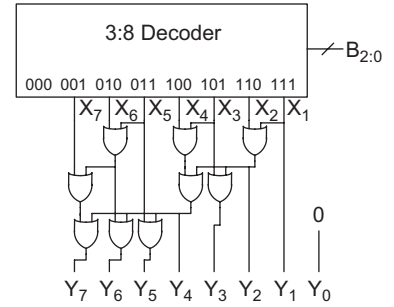 3:8 Decoder
B2:0
000 001 010 011 100 101 110 111
X7 X6 X5 X4 X3 X2 X1
0
Y7 Y6 Y5 Y4 Y3 Y2 Y1 Y0